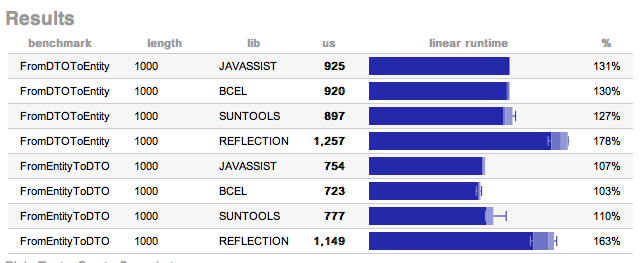 Results
benchmark length lib us linear runtime %
FromDTOToEntity 1000 JAVASSIST 925 131%
FromDTOToEntity 1000 BCEL 920 130%
FromDTOToEntity 1000 SUNTOOLS 897 127%
FromDTOToEntity 1000 REFLECTION 1,257 178%
FromEntityToDTO 1000 JAVASSIST 754 107%
FromEntityToDTO 1000 BCEL 723 103%
FromEntityToDTO 1000 SUNTOOLS 777 110%
FromEntityToDTO 1000 REFLECTION 1,149 163%